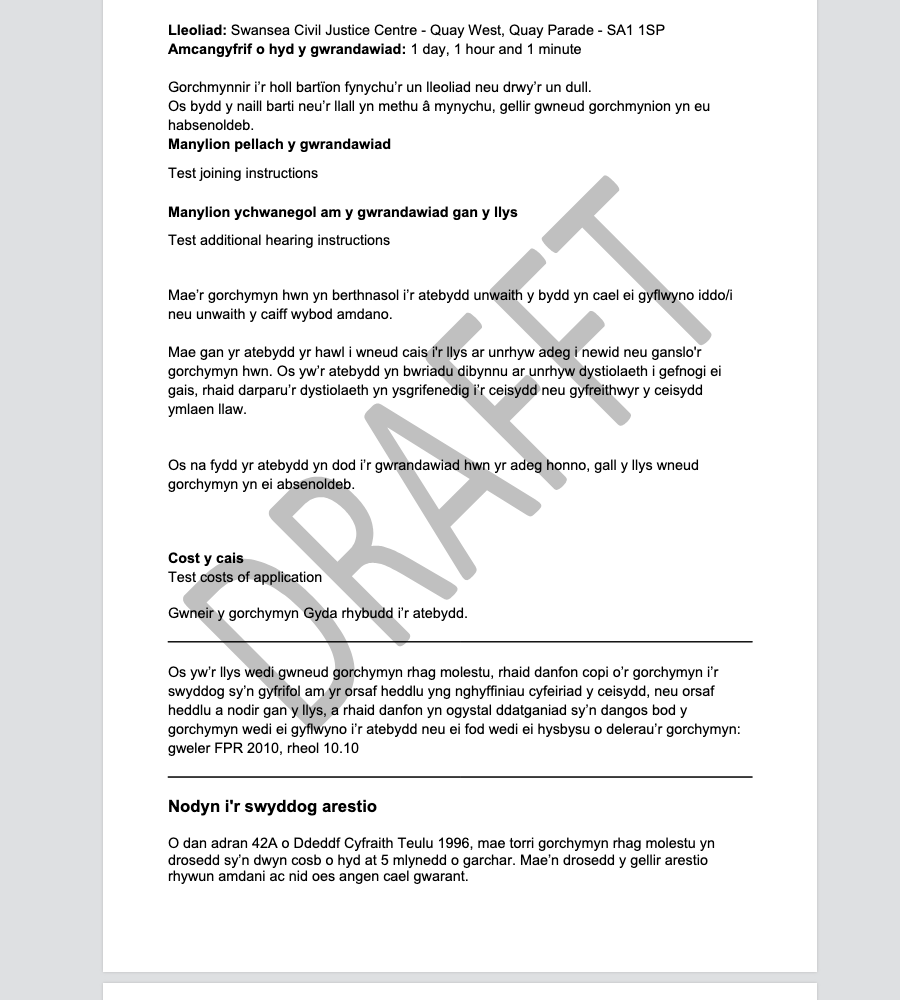 Lleoliad: Swansea Civil Justice Centre - Quay West, Quay Parade - SA1 1SP
Amcangyfrif o hyd y gwrandawiad: 1 day, 1 hour and 1 minute
Gorchmynnir i’r holl bartïon fynychu’r un lleoliad neu drwy’r un dull.
Os bydd y naill barti neu’r llall yn methu â mynychu, gellir gwneud gorchmynion yn eu
habsenoldeb.
Manylion pellach y gwrandawiad
Test joining instructions
Manylion ychwanegol am y gwrandawiad gan y llys
Test additional hearing instructions
Mae’r gorchymyn hwn yn berthnasol i’r atebydd unwaith y bydd yn cael ei gyflwyno iddo/i
neu unwaith y caiff wybod amdano.
Mae gan yr atebydd yr hawl i wneud cais i'r llys ar unrhyw adeg i newid neu ganslo'r
gorchymyn hwn. Os yw’r atebydd yn bwriadu dibynnu ar unrhyw dystiolaeth i gefnogi ei
gais, rhaid darparu’r dystiolaeth yn ysgrifenedig i’r ceisydd neu gyfreithwyr y ceisydd
ymlaen llaw.
Os na fydd yr atebydd yn dod i’r gwrandawiad hwn yr adeg honno, gall y llys wneud
gorchymyn yn ei absenoldeb.
Cost y cais
Test costs of application
Gwneir y gorchymyn Gyda rhybudd i’r atebydd.
Os yw’r llys wedi gwneud gorchymyn rhag molestu, rhaid danfon copi o’r gorchymyn i’r
swyddog sy’n gyfrifol am yr orsaf heddlu yng nghyffiniau cyfeiriad y ceisydd, neu orsaf
heddlu a nodir gan y llys, a rhaid danfon yn ogystal ddatganiad sy’n dangos bod y
gorchymyn wedi ei gyflwyno i’r atebydd neu ei fod wedi ei hysbysu o delerau’r gorchymyn:
gweler FPR 2010, rheol 10.10
Nodyn i'r swyddog arestio
O dan adran 42A o Ddeddf Cyfraith Teulu 1996, mae torri gorchymyn rhag molestu yn
drosedd sy’n dwyn cosb o hyd at 5 mlynedd o garchar. Mae’n drosedd y gellir arestio
rhywun amdani ac nid oes angen cael gwarant.
DRAFFT